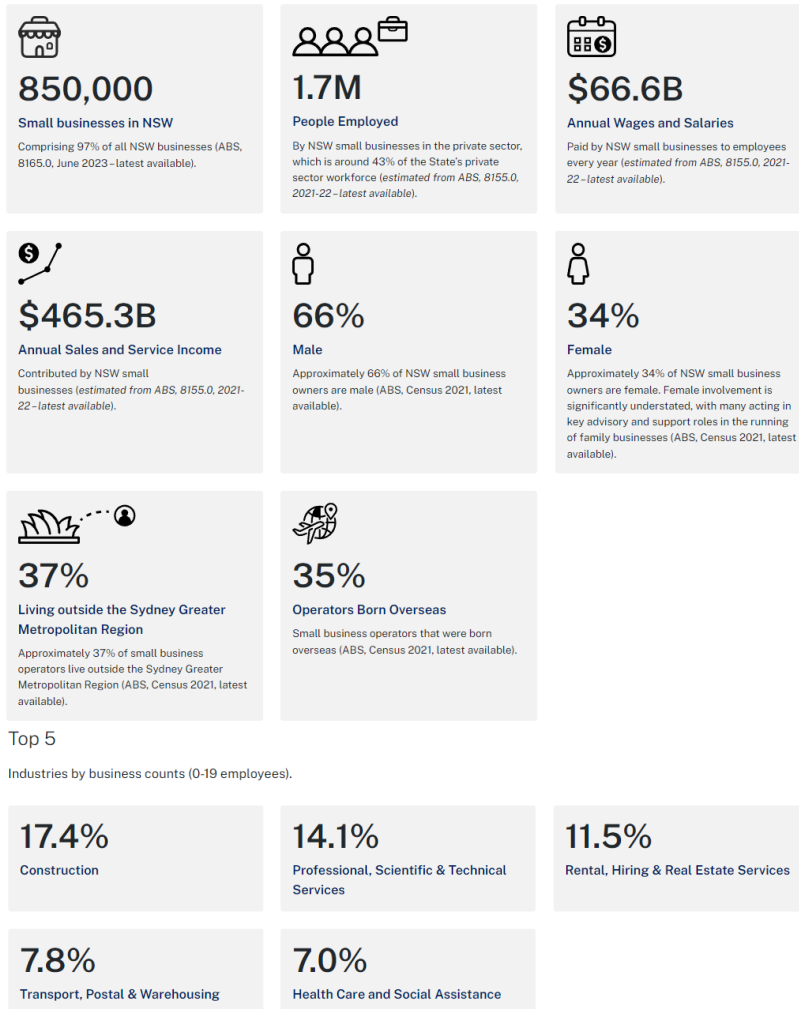 850,000
Small businesses in NSW
Comprising 97% of all NSW businesses (ABS,
8165.0, June 2023 – latest available).
1.7M
People Employed
By NSW small businesses in the private sector,
which is around 43% of the State's private
sector workforce (estimated from ABS, 8155.0,
2021-22 – latest available).
$66.6B
Annual Wages and Salaries
Paid by NSW small businesses to employees
every year (estimated from ABS, 8155.0, 2021-
22 – latest available).
$465.3B
Annual Sales and Service Income
Contributed by NSW small
businesses (estimated from ABS, 8155.0, 2021-
22 – latest available).
66%
Male
Approximately 66% of NSW small business
owners are male (ABS, Census 2021, latest
available).
34%
Female
Approximately 34% of NSW small business
owners are female. Female involvement is
significantly understated, with many acting in
key advisory and support roles in the running
of family businesses (ABS, Census 2021, latest
available).
37%
Living outside the Sydney Greater
Metropolitan Region
Approximately 37% of small business
operators live outside the Sydney Greater
Metropolitan Region (ABS, Census 2021, latest
available).
35%
Operators Born Overseas
Small business operators that were born
overseas (ABS, Census 2021, latest available).
Top 5
Industries by business counts (0-19 employees).
17.4%
Construction
14.1%
Professional, Scientific & Technical
Services
11.5%
Rental, Hiring & Real Estate Services
7.8%
Transport, Postal & Warehousing
7.0%
Health Care and Social Assistance